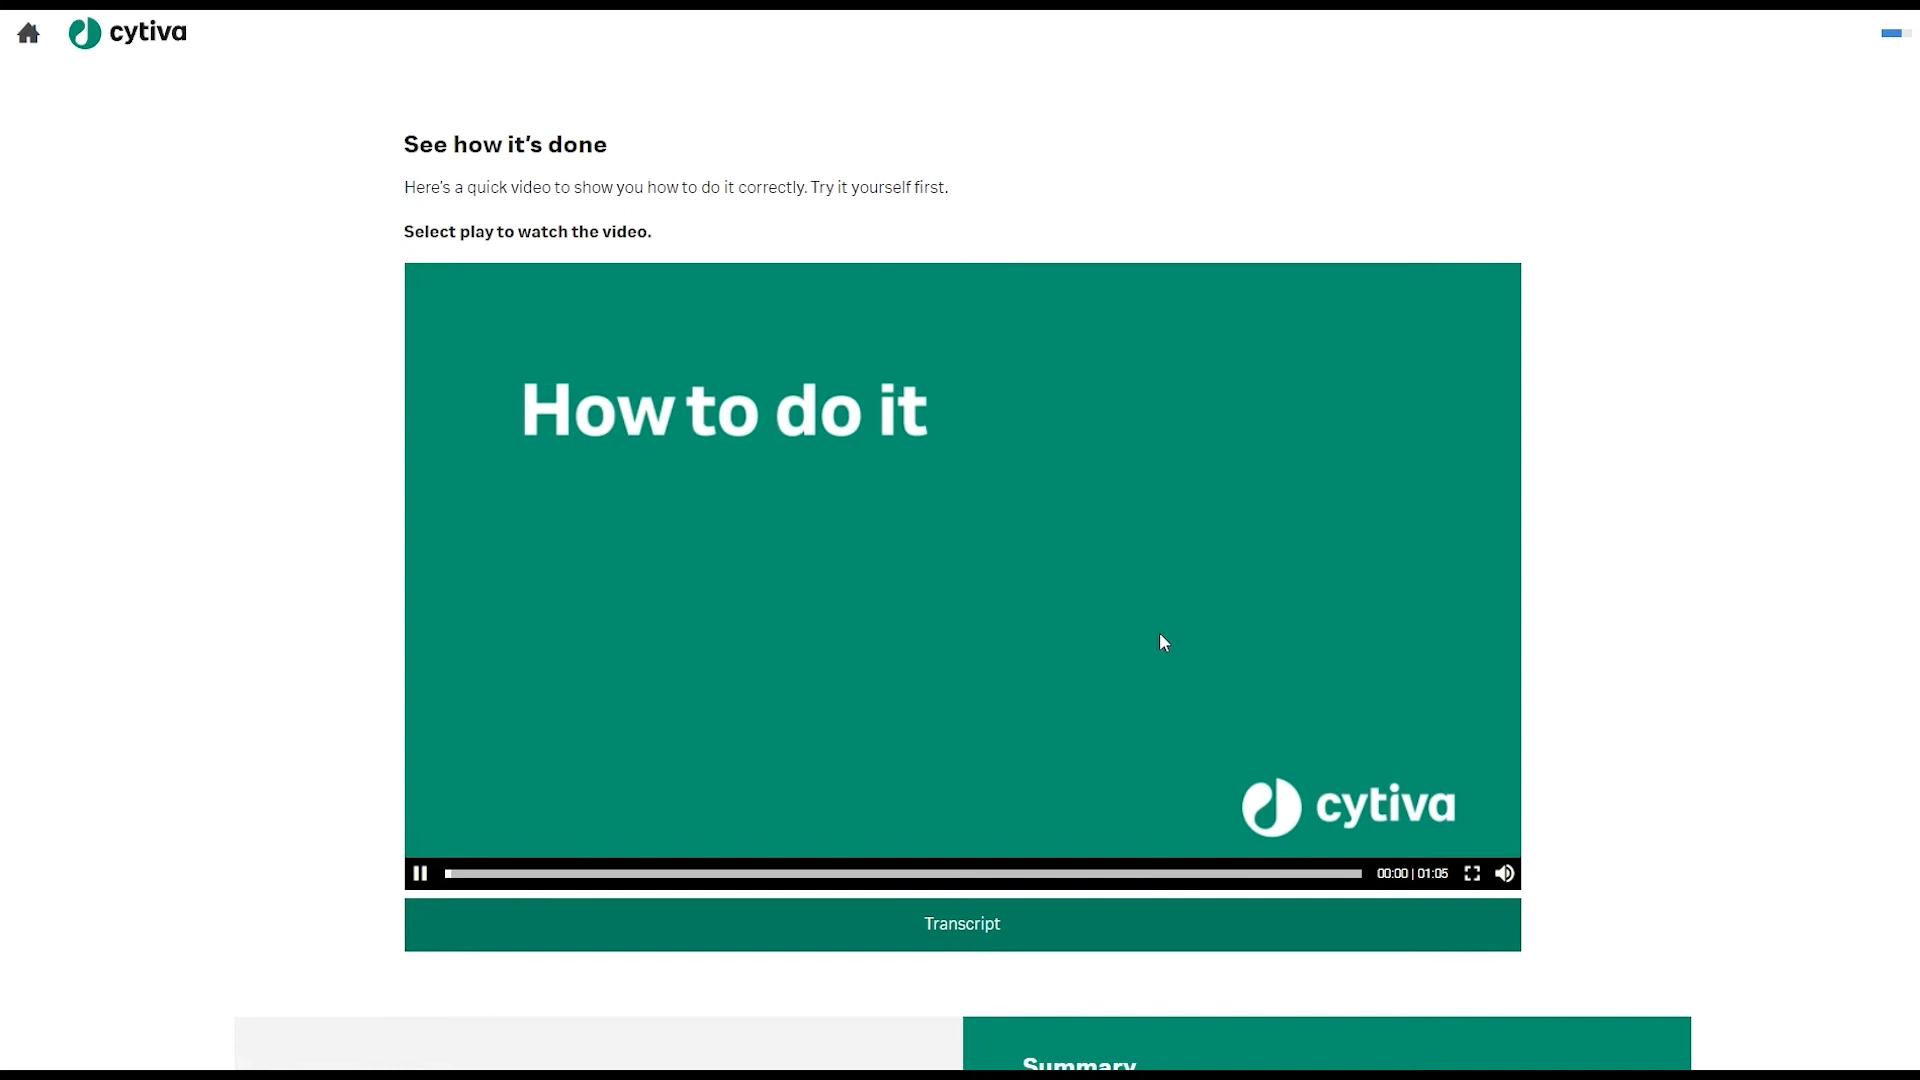 cytiva
See how it's done
Here's a quick video to show you how to do it correctly. Try it yourself first.
Select play to watch the video.
How to do it
cytiva
00:00 | 01:05
Transcript
Summary